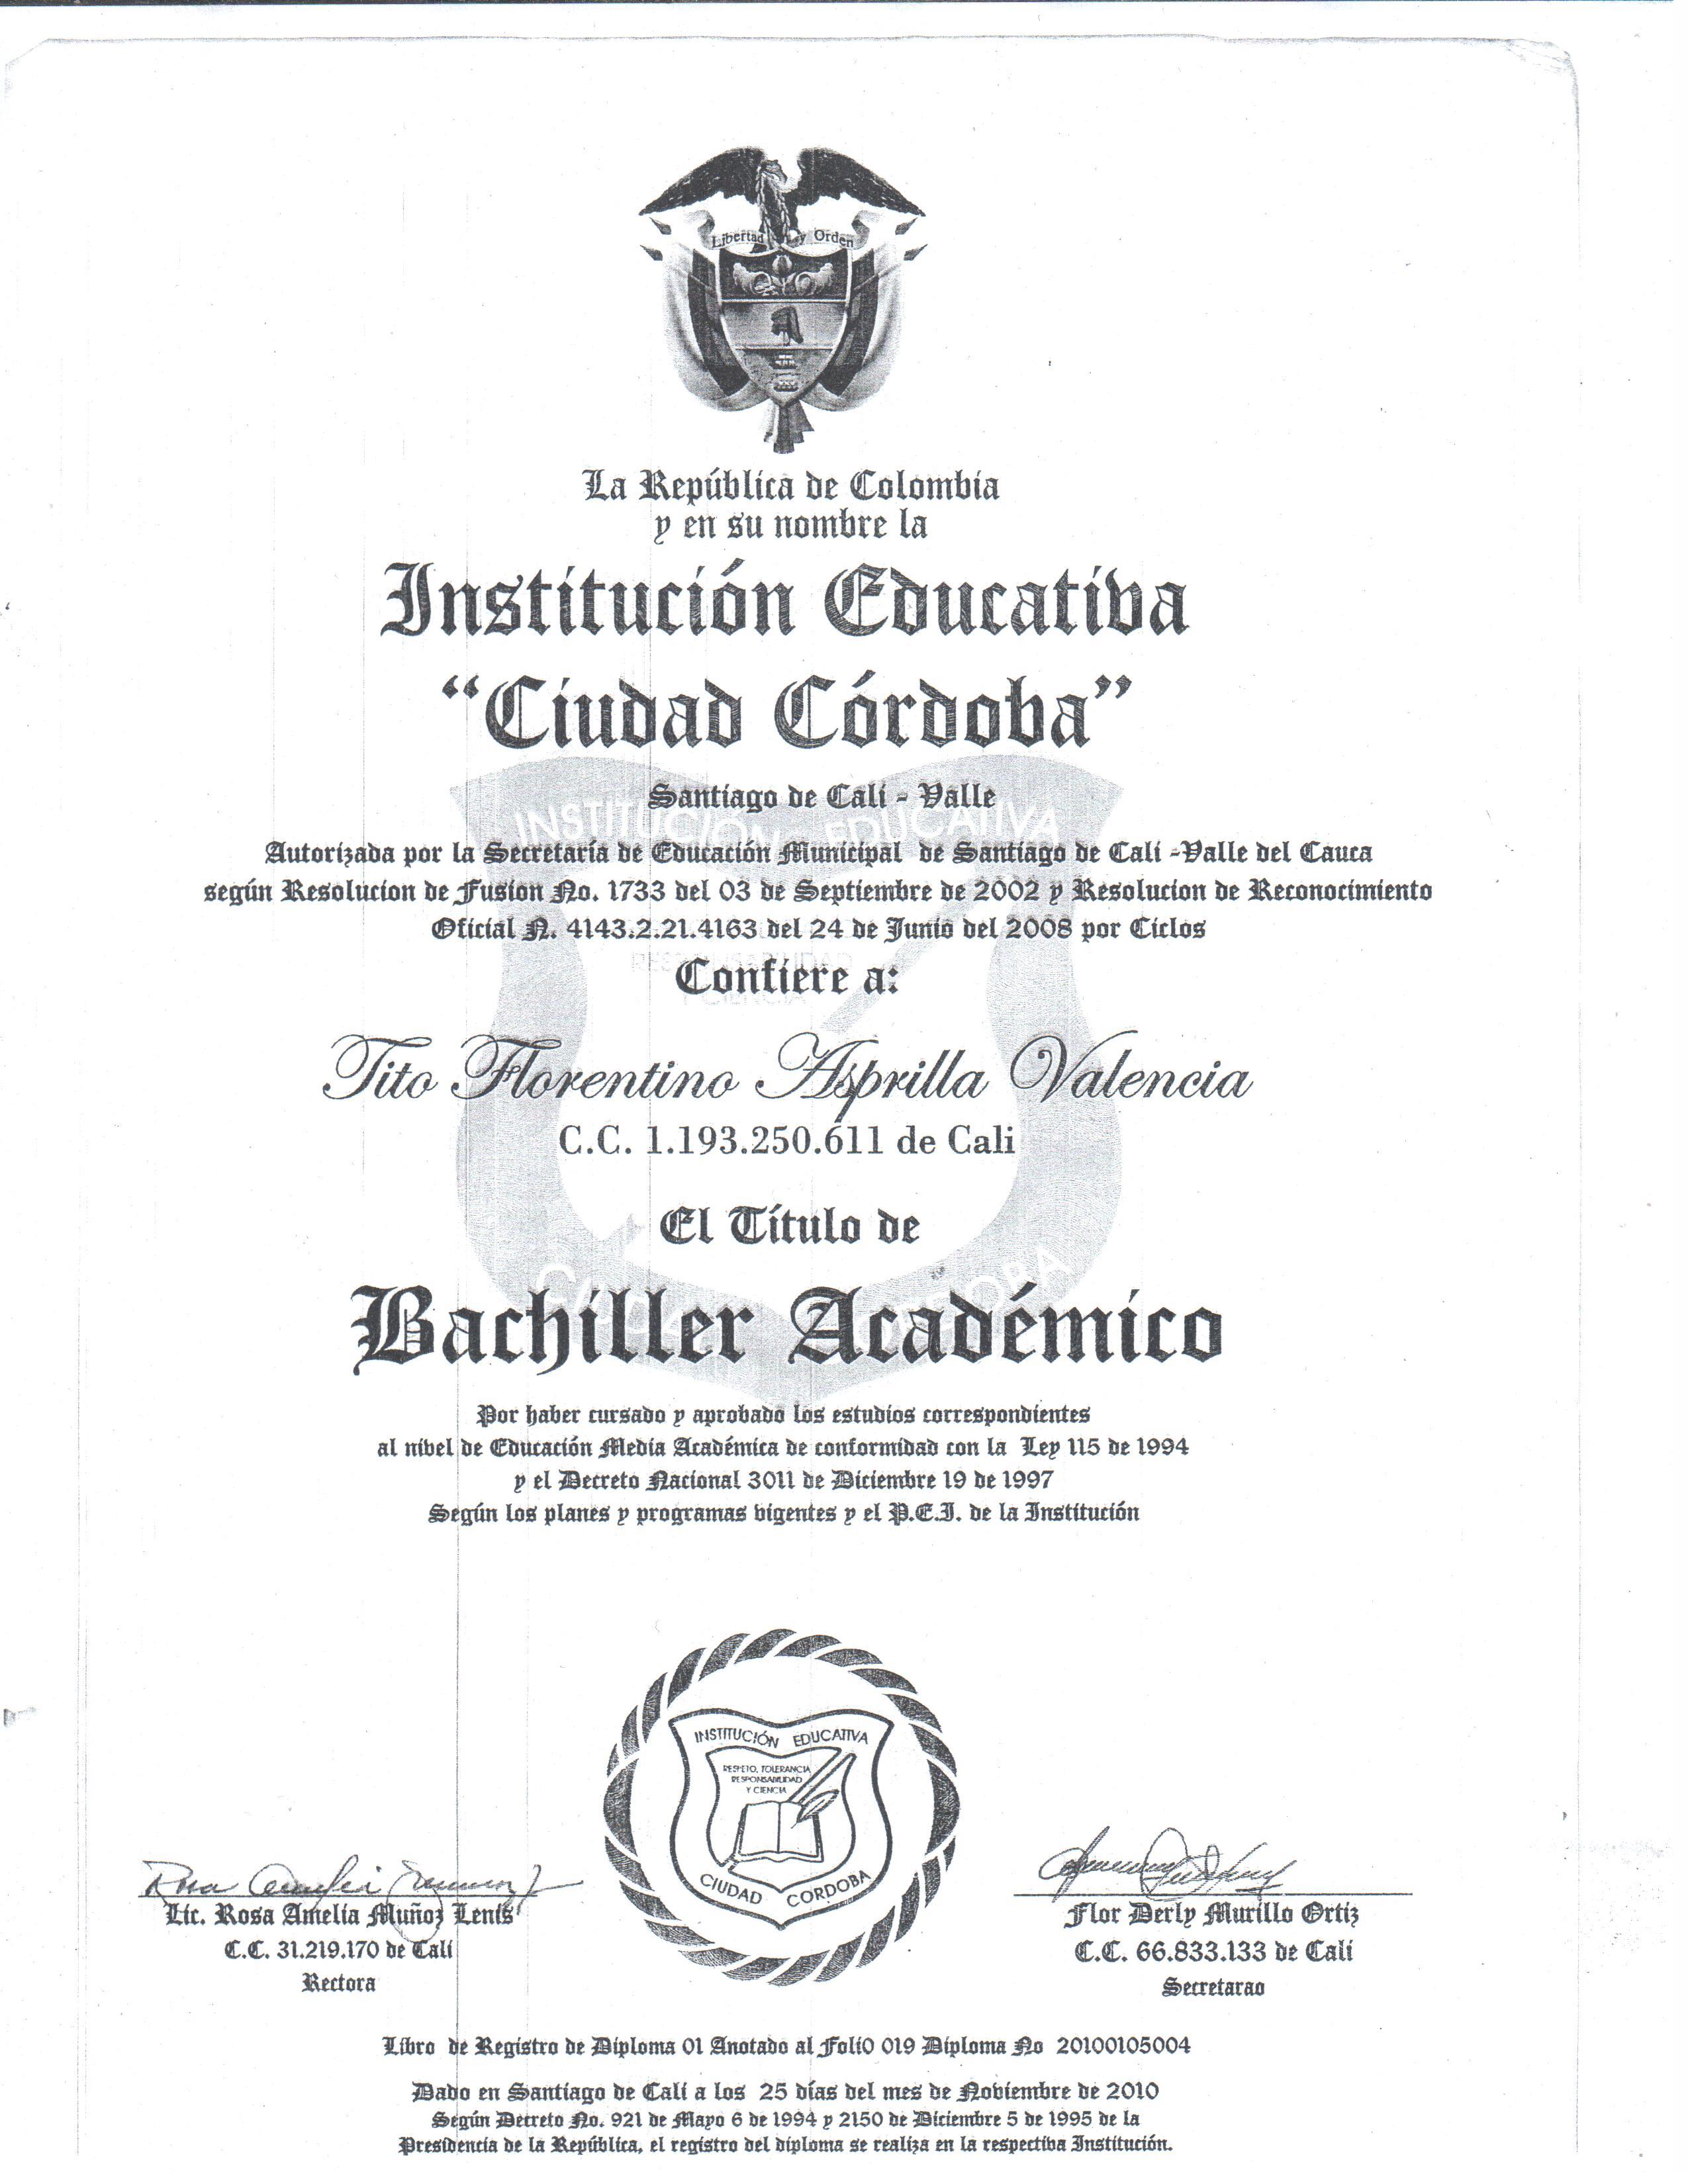 Libertad y Orden
La República de Colombia
y en su nombre la
Institución Educativa
“Ciudad Córdoba”
Santiago de Cali - Valle
Autorizada por la Secretaría de Educación Municipal de Santiago de Cali -Valle del Cauca
según Resolucion de Fusion No. 1733 del 03 de Septiembre de 2002 y Resolucion de Reconocimiento
Oficial N. 4143.2.21.4163 del 24 de Junio del 2008 por Ciclos
Confiere a:
Tito Florentino Asprilla Valencia
C.C. 1.193.250.611 de Cali
El Título de
Bachiller Académico
Por haber cursado y aprobado los estudios correspondientes
al nivel de Educación Media Académica de conformidad con la Ley 115 de 1994
y el Decreto Nacional 3011 de Diciembre 19 de 1997
Según los planes y programas vigentes y el P.E.I. de la Institución
INSTITUCIÓN EDUCATIVA
RESPETO, TOLERANCIA
RESPONSABILIDAD
Y CIENCIA
CIUDAD CORDOBA
Lic. Rosa Amelia Muñoz Lenis
C.C. 31.219.170 de Cali
Rectora
Flor Derly Murillo Ortiz
C.C. 66.833.133 de Cali
Secretarao
Libro de Registro de Diploma 01 Anotado al Foli0 019 Diploma No 20100105004
Dado en Santiago de Cali a los 25 días del mes de Noviembre de 2010
Según Decreto No. 921 de Mayo 6 de 1994 y 2150 de Diciembre 5 de 1995 de la
Presidencia de la República, el registro del diploma se realiza en la respectiva Institución.